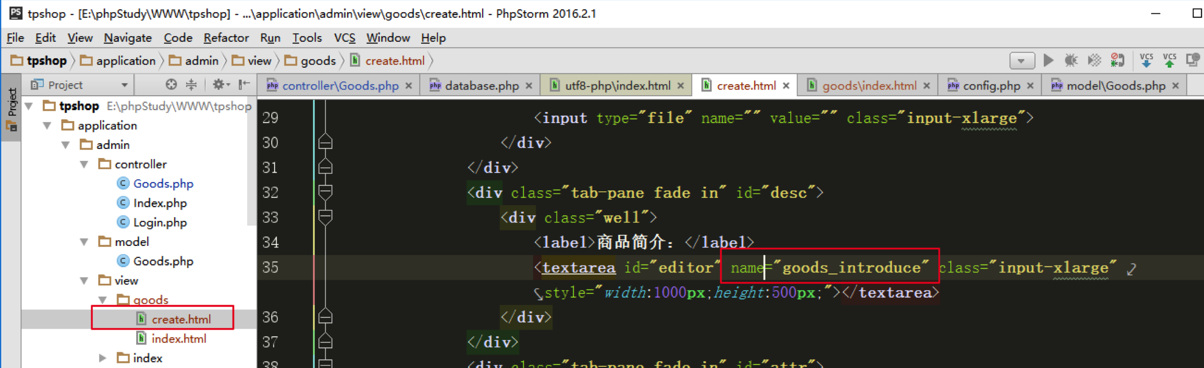 tpshop - [E:\phpStudy\WWW\tpshop] - ...\application\admin\view\goods\create.html - PhpStorm 2016.2.1
File Edit View Navigate Code Refactor Run Tools VCS Window Help
tpshop application admin view goods create.html
VCS VCS
Project controller\Goods.php database.php utf8-php\index.html create.html goods\index.html config.php model\Goods.php
Project
tpshop E:\phpStudy\WWW\tpshop
application
admin
controller
Goods.php
Index.php
Login.php
model
Goods.php
view
goods
create.html
index.html
index
29 <input type="file" name="" value="" class="input-xlarge">
30 </div>
31 </div>
32 <div class="tab-pane fade in" id="desc">
33 <div class="well">
34 <label>商品简介：</label>
35 <textarea id="editor" name="goods_introduce" class="input-xlarge"
style="width:1000px;height:500px;"></textarea>
36 </div>
37 </div>
38 <div class="tab-pane fade in" id="attr">